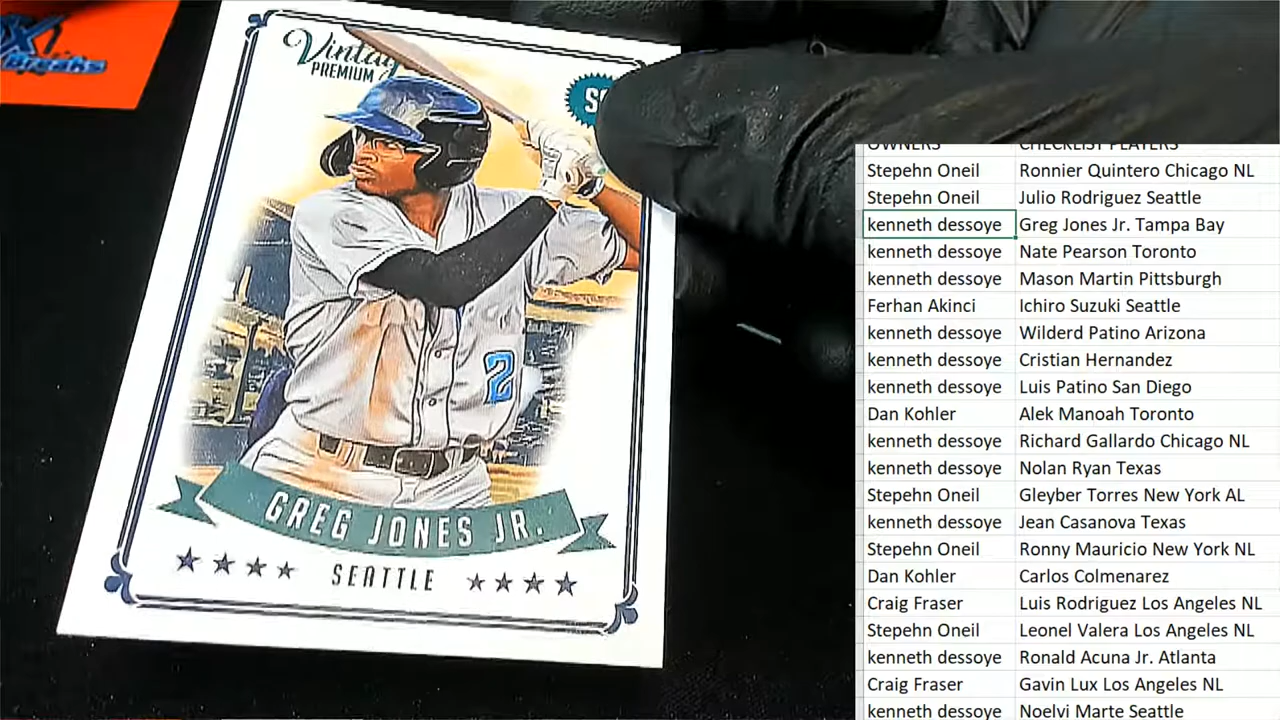 Breaks
Vintage
PREMIUM
2
GREG JONES JR.
SEATTLE
OWNERS CHECKLIST PLAYERS
Stepehn Oneil Ronnier Quintero Chicago NL
Stepehn Oneil Julio Rodriguez Seattle
kenneth dessoye Greg Jones Jr. Tampa Bay
kenneth dessoye Nate Pearson Toronto
kenneth dessoye Mason Martin Pittsburgh
Ferhan Akinci Ichiro Suzuki Seattle
kenneth dessoye Wilderd Patino Arizona
kenneth dessoye Cristian Hernandez
kenneth dessoye Luis Patino San Diego
Dan Kohler Alek Manoah Toronto
kenneth dessoye Richard Gallardo Chicago NL
kenneth dessoye Nolan Ryan Texas
Stepehn Oneil Gleyber Torres New York AL
kenneth dessoye Jean Casanova Texas
Stepehn Oneil Ronny Mauricio New York NL
Dan Kohler Carlos Colmenarez
Craig Fraser Luis Rodriguez Los Angeles NL
Stepehn Oneil Leonel Valera Los Angeles NL
kenneth dessoye Ronald Acuna Jr. Atlanta
Craig Fraser Gavin Lux Los Angeles NL
kenneth dessoye Noelvi Marte Seattle